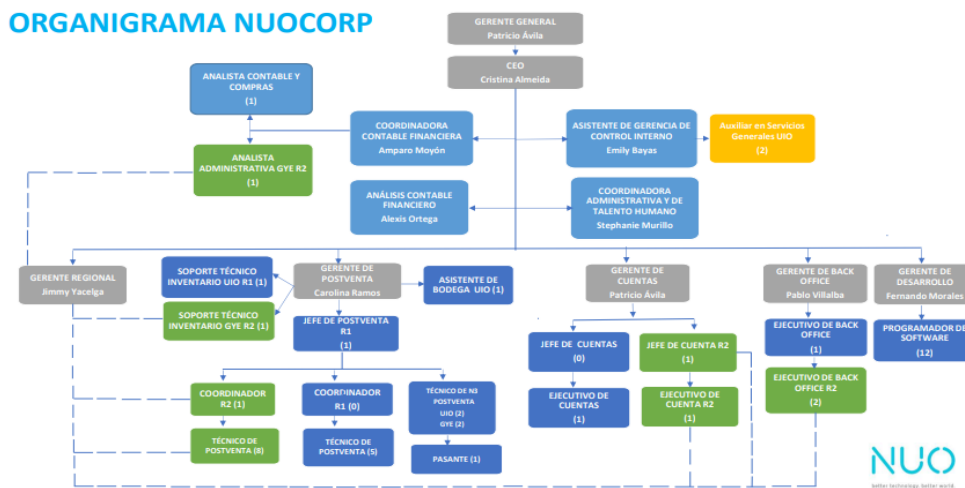 ORGANIGRAMA NUOCORP
GERENTE GENERAL
Patricio Ávila
CEO
Cristina Almeida
ANALISTA CONTABLE Y
COMPRAS
(1)
COORDINADORA
CONTABLE FINANCIERA
Amparo Moyón
ASISTENTE DE GERENCIA DE
CONTROL INTERNO
Emily Bayas
Auxiliar en Servicios
Generales UIO
(2)
ANALISTA
ADMINISTRATIVA GYE R2
(1)
ANÁLISIS CONTABLE
FINANCIERO
Alexis Ortega
COORDINADORA
ADMINISTRATIVA Y DE
TALENTO HUMANO
Stephanie Murillo
GERENTE REGIONAL
Jimmy Yacelga
SOPORTE TÉCNICO
INVENTARIO UIO R1 (1)
GERENTE DE
POSTVENTA
Carolina Ramos
ASISTENTE DE
BODEGA UIO (1)
GERENTE DE
CUENTAS
Patricio Ávila
GERENTE DE BACK
OFFICE
Pablo Villalba
GERENTE DE
DESARROLLO
Fernando Morales
SOPORTE TÉCNICO
INVENTARIO GYE R2 (1)
JEFE DE POSTVENTA
R1
(1)
JEFE DE CUENTAS
(0)
JEFE DE CUENTA R2
(1)
EJECUTIVO DE BACK
OFFICE
(1)
PROGRAMADOR DE
SOFTWARE
(12)
COORDINADOR
R2 (1)
COORDINADOR
R1 (0)
TÉCNICO DE N3
POSTVENTA
UIO (2)
GYE (2)
EJECUTIVO DE
CUENTAS
(1)
EJECUTIVO DE
CUENTA R2
(1)
EJECUTIVO DE BACK
OFFICE R2
(2)
TÉCNICO DE
POSTVENTA (8)
TÉCNICO DE
POSTVENTA (5)
PASANTE (1)
NUO
better technology, better world.